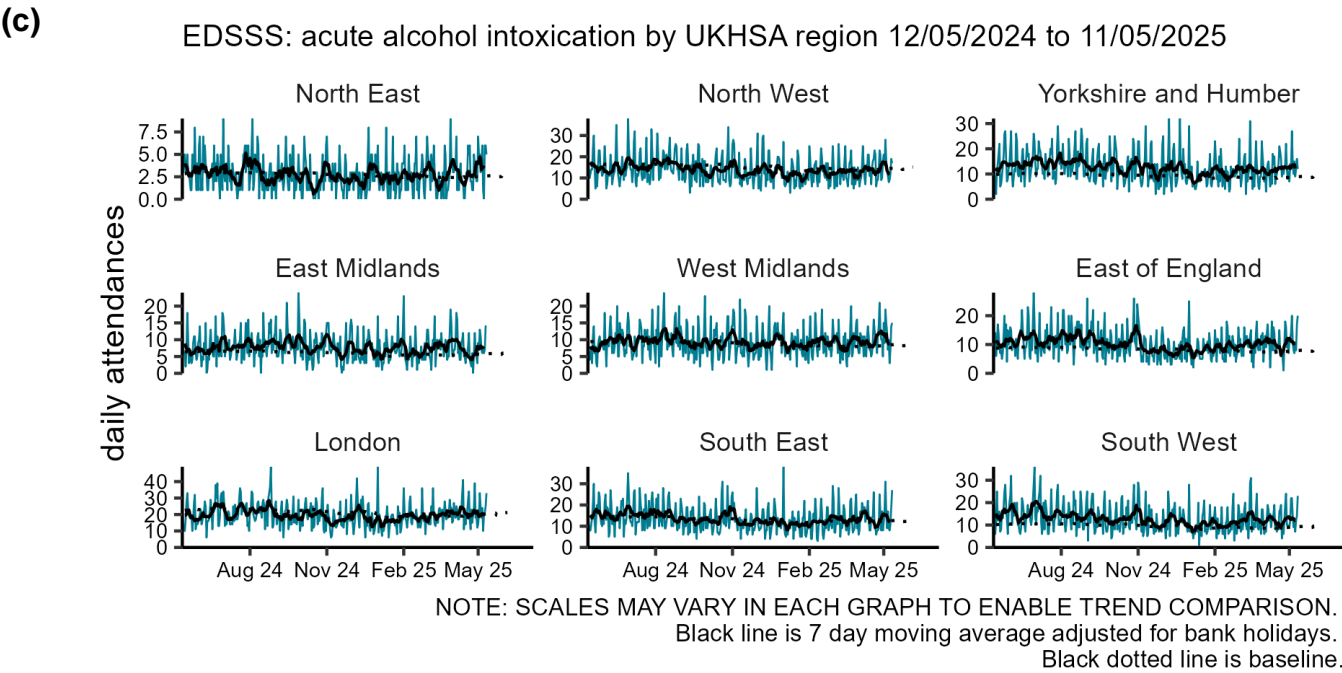 (c)
EDSSS: acute alcohol intoxication by UKHSA region 12/05/2024 to 11/05/2025
daily attendances
North East
7.5
5.0
2.5
0.0
North West
30
20
10
0
Yorkshire and Humber
30
20
10
0
East Midlands
20
15
10
5
0
West Midlands
20
15
10
5
0
East of England
20
10
0
London
40
30
20
10
0
Aug 24 Nov 24 Feb 25 May 25
South East
30
20
10
0
Aug 24 Nov 24 Feb 25 May 25
South West
30
20
10
0
Aug 24 Nov 24 Feb 25 May 25
NOTE: SCALES MAY VARY IN EACH GRAPH TO ENABLE TREND COMPARISON.
Black line is 7 day moving average adjusted for bank holidays.
Black dotted line is baseline.